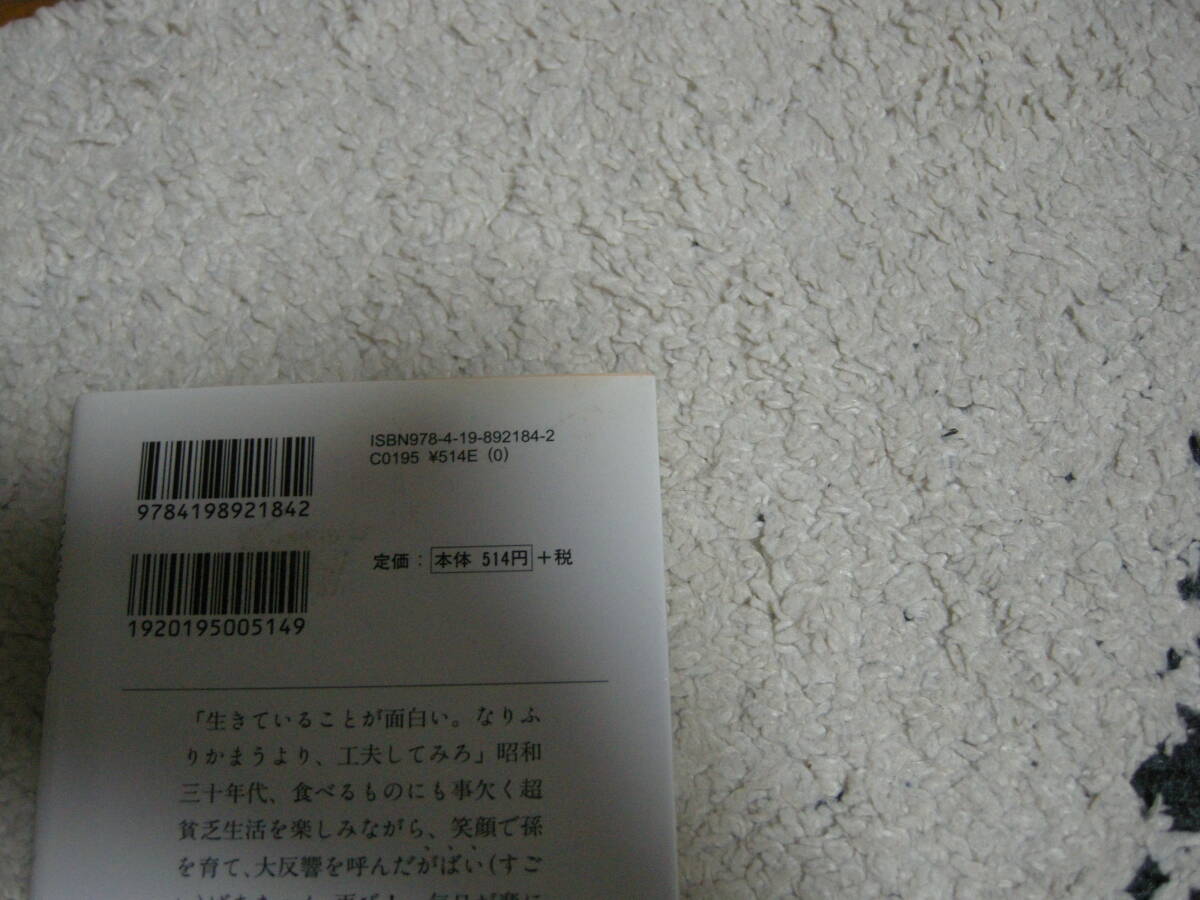 ISBN978-4-19-892184-2
C0195 ¥514E (0)
9784198921842
定価：本体 514円＋税
1920195005149
「生きていることが面白い。なりふ
りかまうより、工夫してみろ」昭和
三十年代、食べるものにも事欠く超
貧乏生活を楽しみながら、笑顔で孫
を育て、大反響を呼んだがばい(すご